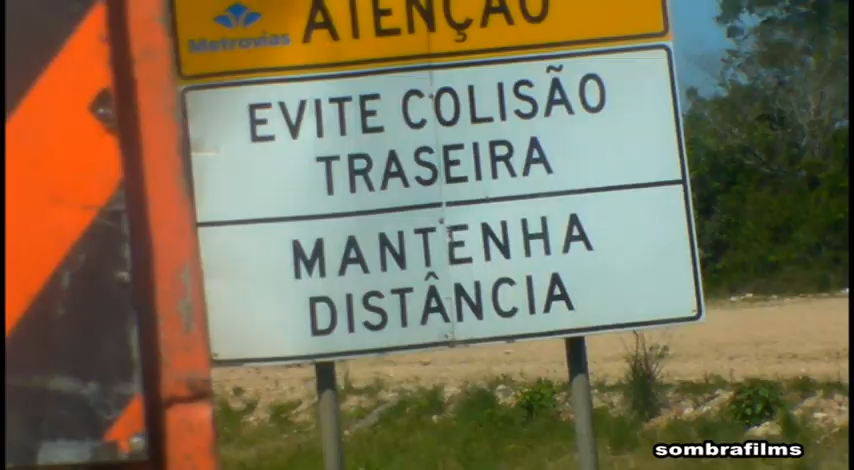 ATENÇÃO
Metrovias
EVITE COLISÃO
TRASEIRA
MANTENHA
DISTÂNCIA
sombrafilms